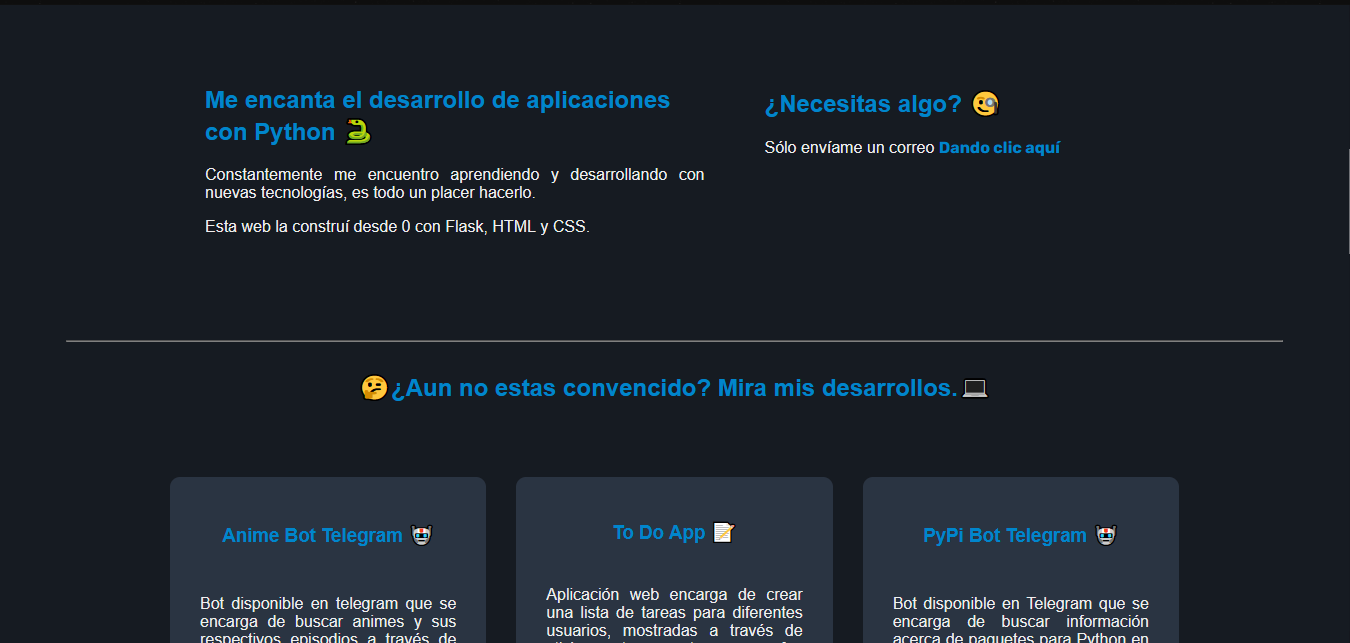 Me encanta el desarrollo de aplicaciones
con Python
Constantemente me encuentro aprendiendo y desarrollando con
nuevas tecnologías, es todo un placer hacerlo.
Esta web la construí desde 0 con Flask, HTML y CSS.
¿Necesitas algo?
Sólo envíame un correo Dando clic aquí
¿Aun no estas convencido? Mira mis desarrollos.
Anime Bot Telegram
Bot disponible en telegram que se
encarga de buscar animes y sus
respectivos episodios a través de
To Do App
Aplicación web encarga de crear
una lista de tareas para diferentes
usuarios, mostradas a través de
PyPi Bot Telegram
Bot disponible en Telegram que se
encarga de buscar información
acerca de paquetes para Python en